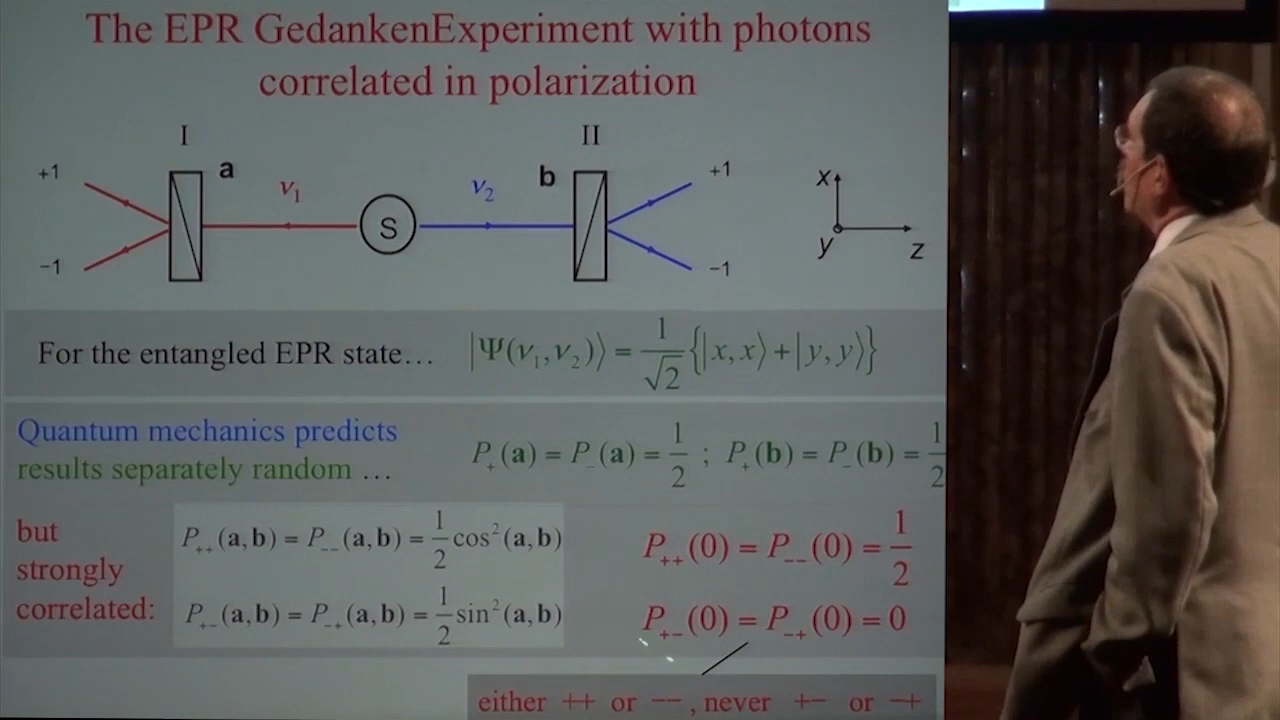 The EPR GedankenExperiment with photons
correlated in polarization
I II
+1 a ν₁ S ν₂ b +1
−1 −1
x
y z
For the entangled EPR state… |Ψ(ν₁,ν₂)⟩ = 1/√2 {|x,x⟩+|y,y⟩}
Quantum mechanics predicts
results separately random …
P₊(a) = P₋(a) = 1/2 ; P₊(b) = P₋(b) = 1/2
but
strongly
correlated:
P₊₊(a,b) = P₋₋(a,b) = 1/2 cos²(a,b)
P₊₋(a,b) = P₋₊(a,b) = 1/2 sin²(a,b)
P₊₊(0) = P₋₋(0) = 1/2
P₊₋(0) = P₋₊(0) = 0
either ++ or −−, never +− or −+